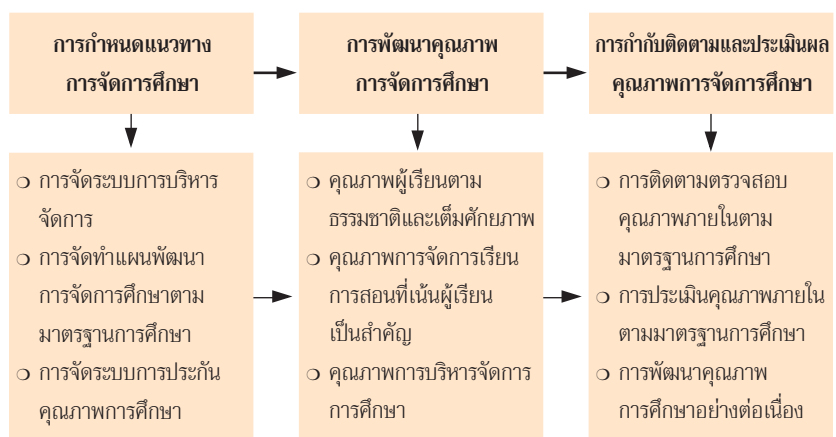 การกำหนดแนวทาง
การจัดการศึกษา
การพัฒนาคุณภาพ
การจัดการศึกษา
การกำกับติดตามและประเมินผล
คุณภาพการจัดการศึกษา
❍ การจัดระบบการบริหาร
จัดการ
❍ การจัดทำแผนพัฒนา
การจัดการศึกษาตาม
มาตรฐานการศึกษา
❍ การจัดระบบการประกัน
คุณภาพการศึกษา
❍ คุณภาพผู้เรียนตาม
ธรรมชาติและเต็มศักยภาพ
❍ คุณภาพการจัดการเรียน
การสอนที่เน้นผู้เรียน
เป็นสำคัญ
❍ คุณภาพการบริหารจัดการ
การศึกษา
❍ การติดตามตรวจสอบ
คุณภาพภายในตาม
มาตรฐานการศึกษา
❍ การประเมินคุณภาพภายใน
ตามมาตรฐานการศึกษา
❍ การพัฒนาคุณภาพ
การศึกษาอย่างต่อเนื่อง